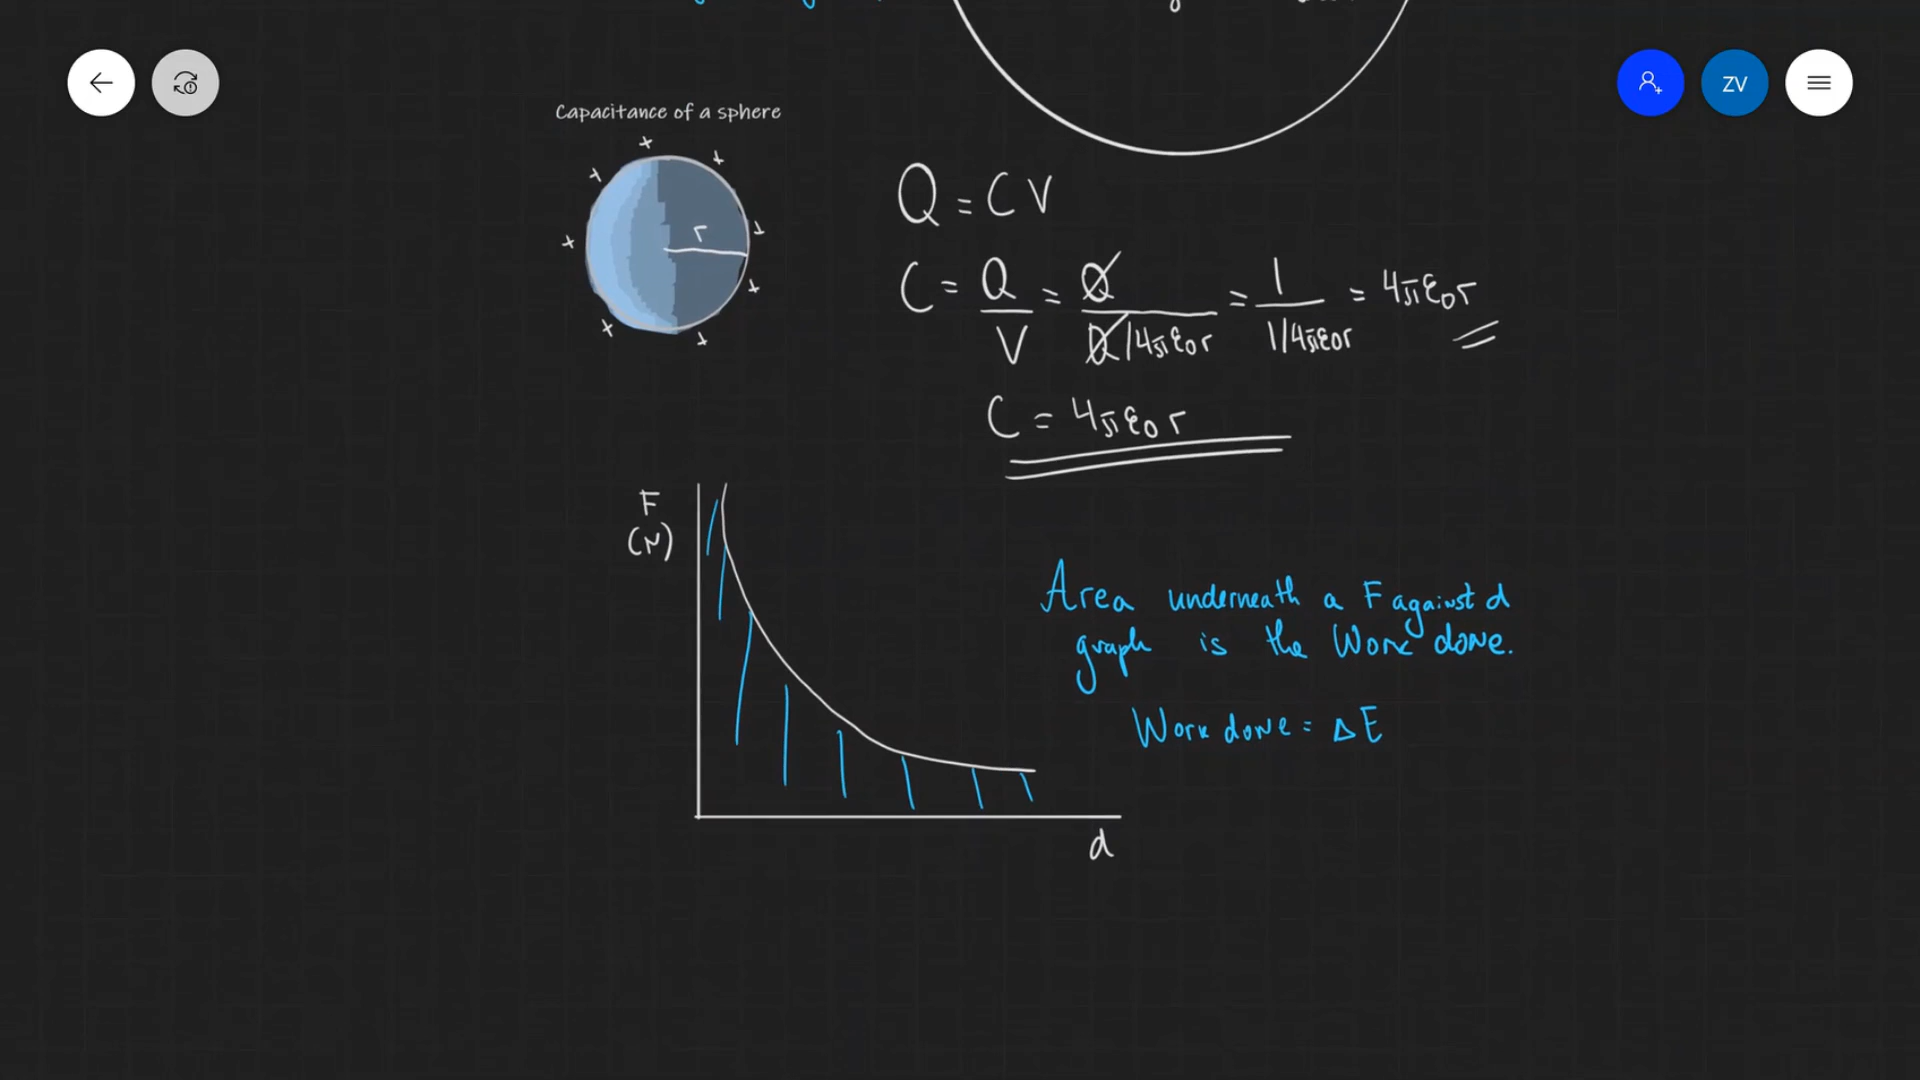 ZV
Capacitance of a sphere
r
Q = CV
C = Q/V = Q/Q/4πε0r = 1/1/4πε0r = 4πε0r
C = 4πε0r
F
(N)
Area underneath a F against d
graph is the Work done.
Work done = ΔE
d